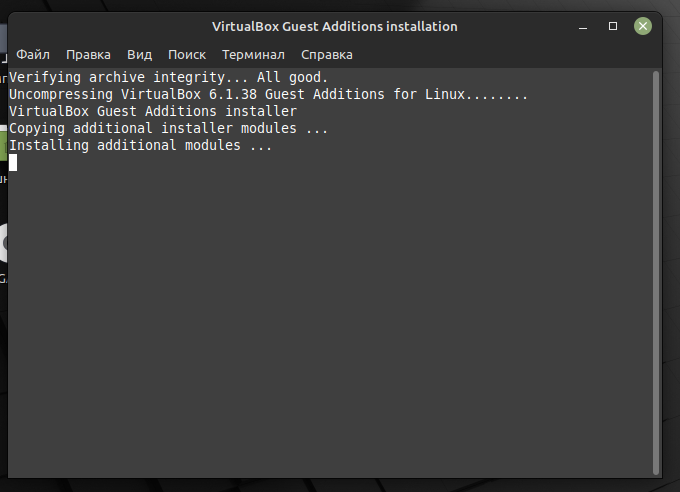 VirtualBox Guest Additions installation
Файл Правка Вид Поиск Терминал Справка
Verifying archive integrity... All good.
Uncompressing VirtualBox 6.1.38 Guest Additions for Linux........
VirtualBox Guest Additions installer
Copying additional installer modules ...
Installing additional modules ...